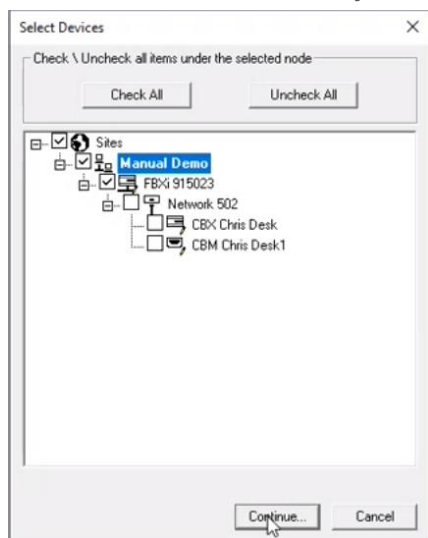 Select Devices
Check \ Uncheck all items under the selected node
Check All
Uncheck All
Sites
Manual Demo
FBXi 915023
Network 502
CBX Chris Desk
CBM Chris Desk1
Continue...
Cancel